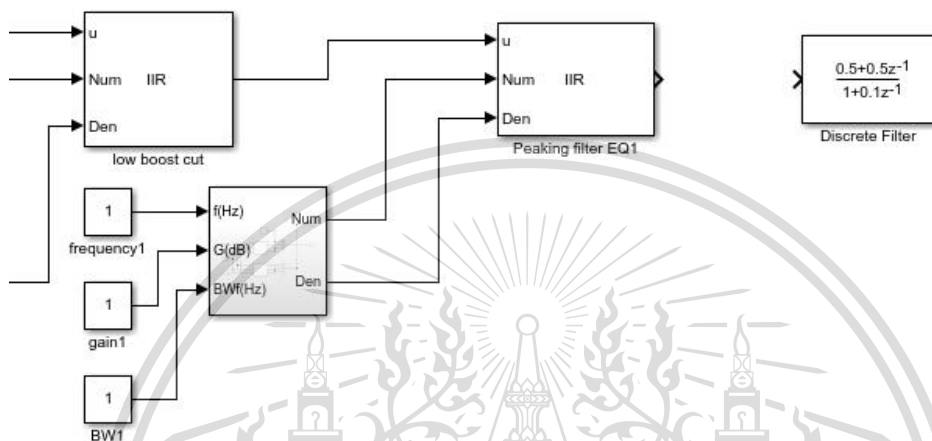 u
Num
IIR
Den
low boost cut
u
Num
IIR
Den
Peaking filter EQ1
0.5+0.5z-1
1+0.1z-1
Discrete Filter
1
frequency1
1
gain1
1
BW1
f(Hz)
G(dB)
BWf(Hz)
Num
Den
?
?